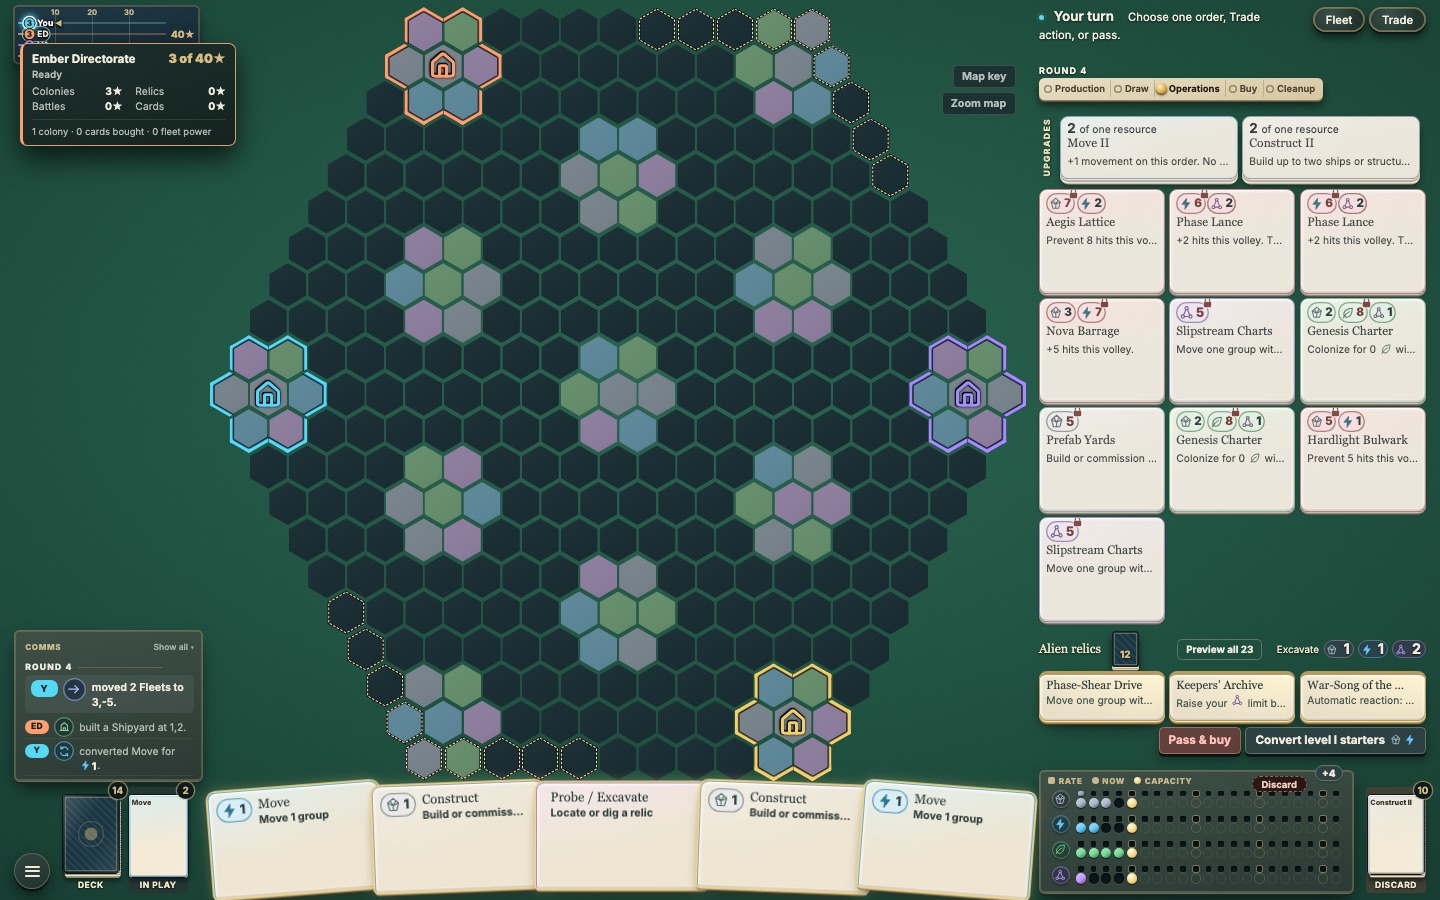 10 20 30
3 You
3 ED 40★
Ember Directorate 3 of 40★
Ready
Colonies 3★ Relics 0★
Battles 0★ Cards 0★
1 colony · 0 cards bought · 0 fleet power
Map key
Zoom map
Your turn Choose one order, Trade
action, or pass.
Fleet Trade
ROUND 4
Production Draw Operations Buy Cleanup
UPGRADES
2 of one resource
Move II
+1 movement on this order. No ...
2 of one resource
Construct II
Build up to two ships or structu...
7 2
Aegis Lattice
Prevent 8 hits this vo...
6 2
Phase Lance
+2 hits this volley. T...
6 2
Phase Lance
+2 hits this volley. T...
3 7
Nova Barrage
+5 hits this volley.
5
Slipstream Charts
Move one group wit...
2 8 1
Genesis Charter
Colonize for 0 wi...
5
Prefab Yards
Build or commission ...
2 8 1
Genesis Charter
Colonize for 0 wi...
5 1
Hardlight Bulwark
Prevent 5 hits this vo...
5
Slipstream Charts
Move one group wit...
Alien relics 12 Preview all 23 Excavate 1 1 2
Phase-Shear Drive
Move one group wit...
Keepers' Archive
Raise your limit b...
War-Song of the ...
Automatic reaction: ...
Pass & buy Convert level I starters
COMMS Show all
ROUND 4
Y moved 2 Fleets to
3,-5.
ED built a Shipyard at 1,2.
Y converted Move for
1.
14
DECK
2
Move
IN PLAY
1 Move
Move 1 group
1 Construct
Build or commiss...
Probe / Excavate
Locate or dig a relic
1 Construct
Build or commiss...
1 Move
Move 1 group
RATE NOW CAPACITY Discard +4
10
Construct II
DISCARD